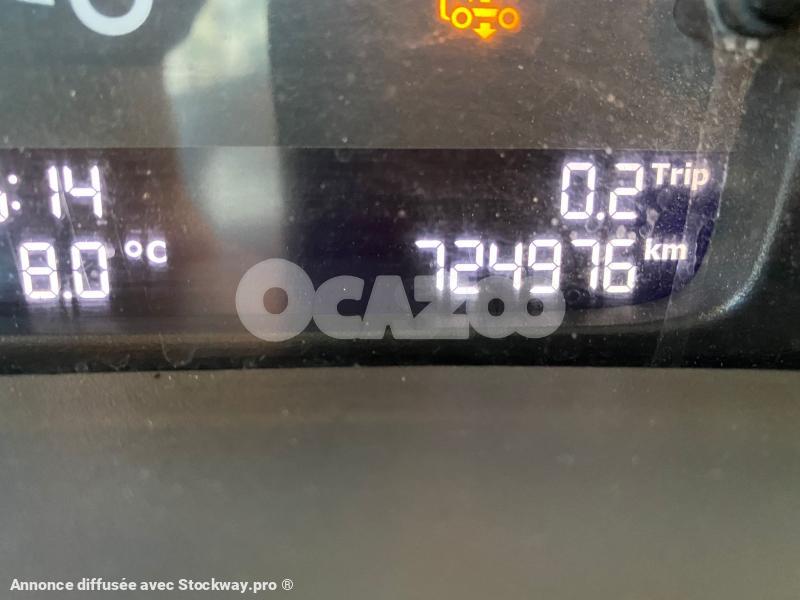 :14 0.2 Trip
8.0 °C 724976 km
OCAZOO
Annonce diffusée avec Stockway.pro ®